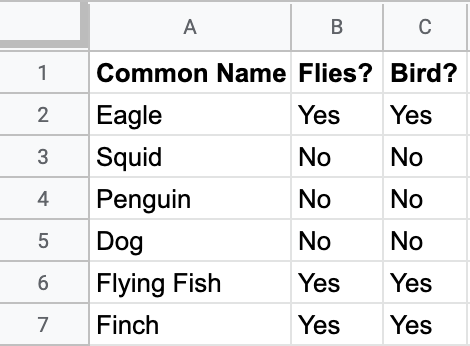 A B C
1 Common Name Flies? Bird?
2 Eagle Yes Yes
3 Squid No No
4 Penguin No No
5 Dog No No
6 Flying Fish Yes Yes
7 Finch Yes Yes